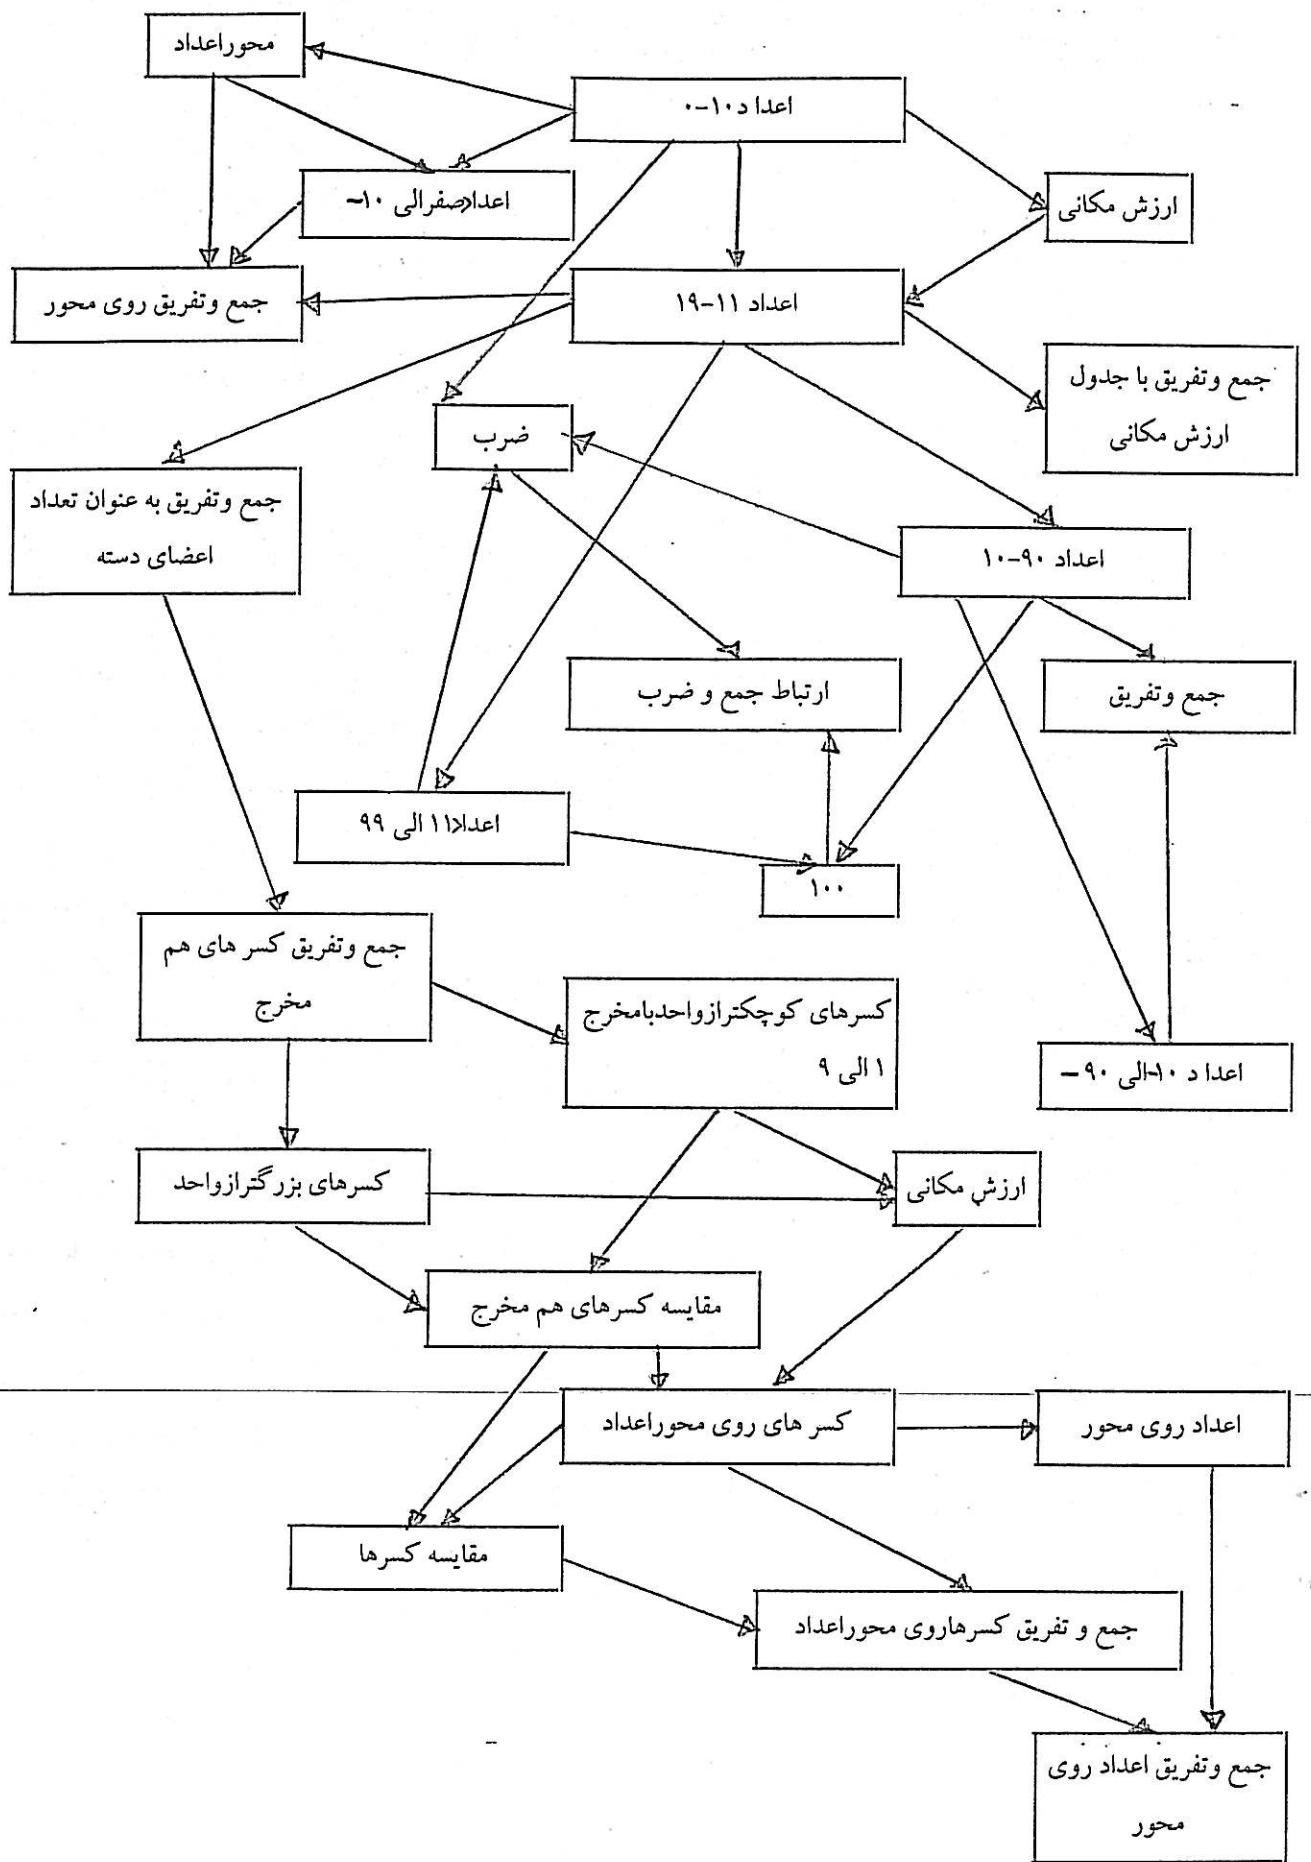 محوراعداد
اعدا د۱۰-۰
اعدادصفرالی ۱۰-
ارزش مکانی
جمع وتفریق روی محور
اعداد ۱۱-۱۹
جمع وتفریق با جدول
ارزش مکانی
ضرب
جمع وتفریق به عنوان تعداد
اعضای دسته
اعداد ۹۰-۱۰
ارتباط جمع و ضرب
جمع وتفریق
اعداد۱۱ الی ۹۹
۱۰۰
جمع وتفریق کسر های هم
مخرج
کسرهای کوچکترازواحدبامخرج
۱ الی ۹
اعدا د ۱۰-الی ۹۰-
کسرهای بزرگترازواحد
ارزش مکانی
مقایسه کسرهای هم مخرج
کسر های روی محوراعداد
اعداد روی محور
مقایسه کسرها
جمع و تفریق کسرهاروی محوراعداد
جمع وتفریق اعداد روی
محور